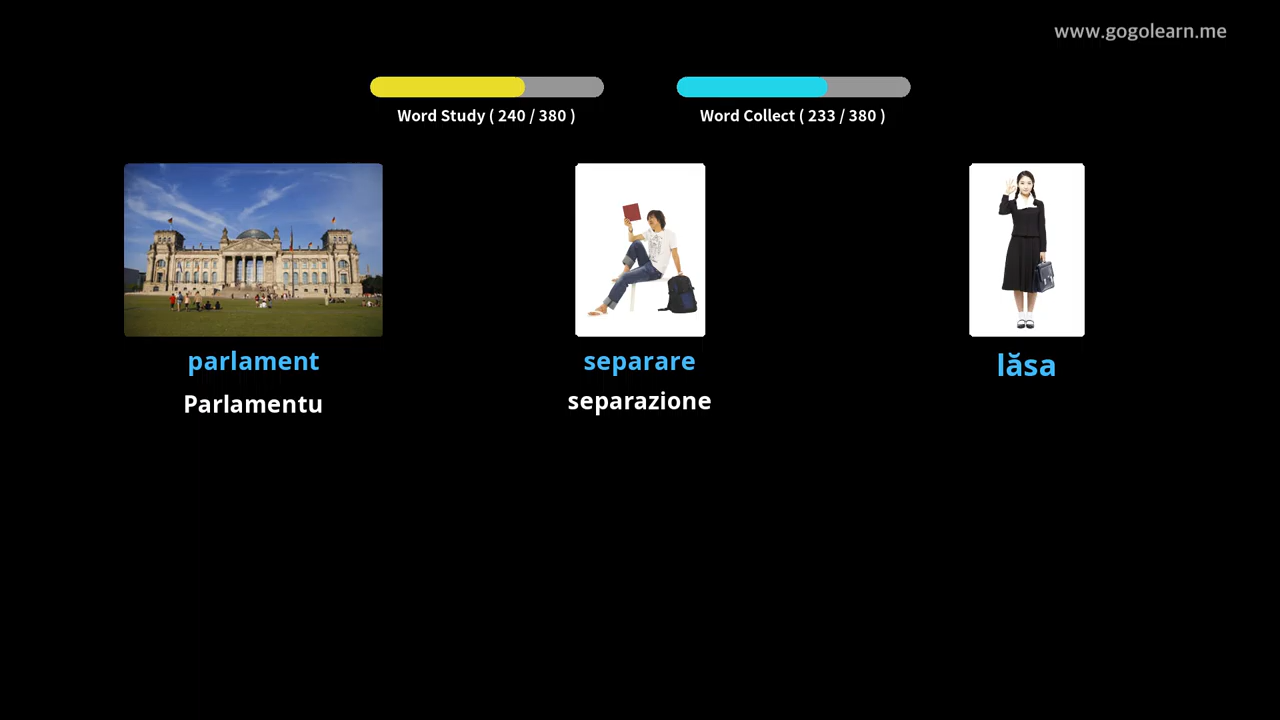 www.gogolearn.me
Word Study ( 240 / 380 )
Word Collect ( 233 / 380 )
parlament
Parlamentu
separare
separazione
lăsa